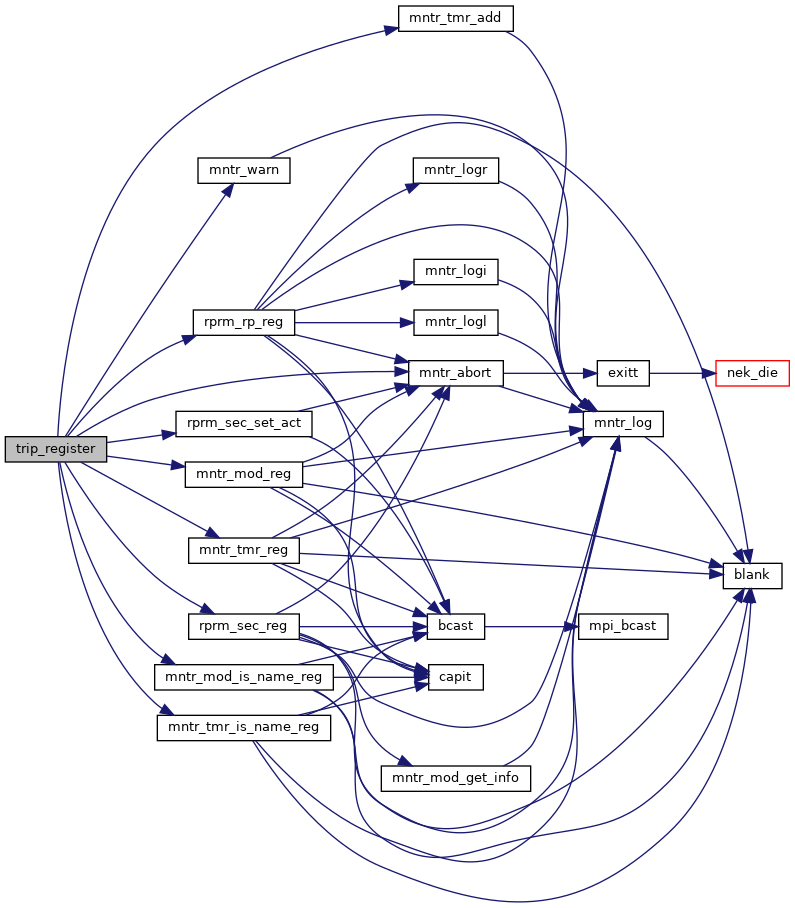 mntr_tmr_add
mntr_warn
mntr_logr
mntr_logi
rprm_rp_reg
mntr_logl
mntr_abort
exitt
nek_die
rprm_sec_set_act
mntr_log
trip_register
mntr_mod_reg
mntr_tmr_reg
blank
rprm_sec_reg
bcast
mpi_bcast
mntr_mod_is_name_reg
capit
mntr_tmr_is_name_reg
mntr_mod_get_info